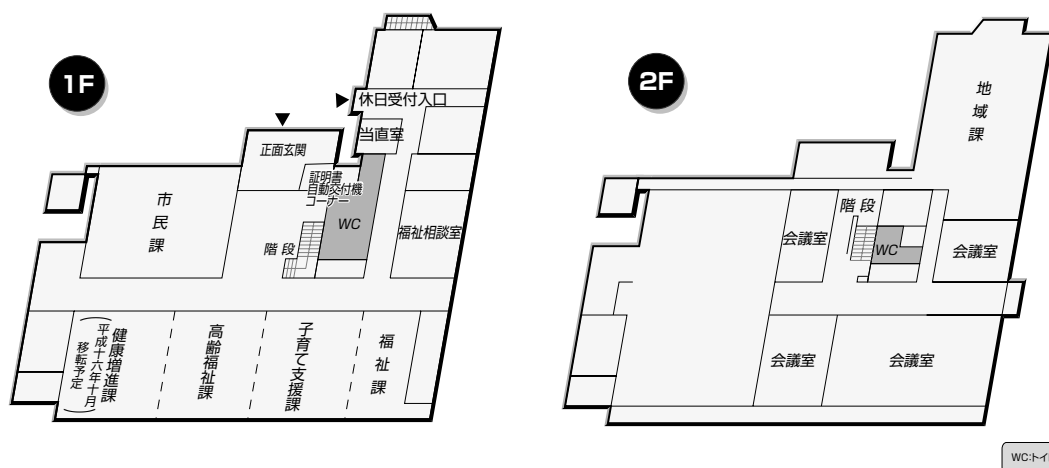 1F
休日受付入口
当直室
正面玄関
証明書
自動交付機
コーナー
市民課
WC
階段
福祉相談室
健康増進課
(平成十六年十月
移転予定)
高齢福祉課
子育て支援課
福祉課
2F
地域課
階段
会議室
WC
会議室
会議室
会議室
WC:トイ